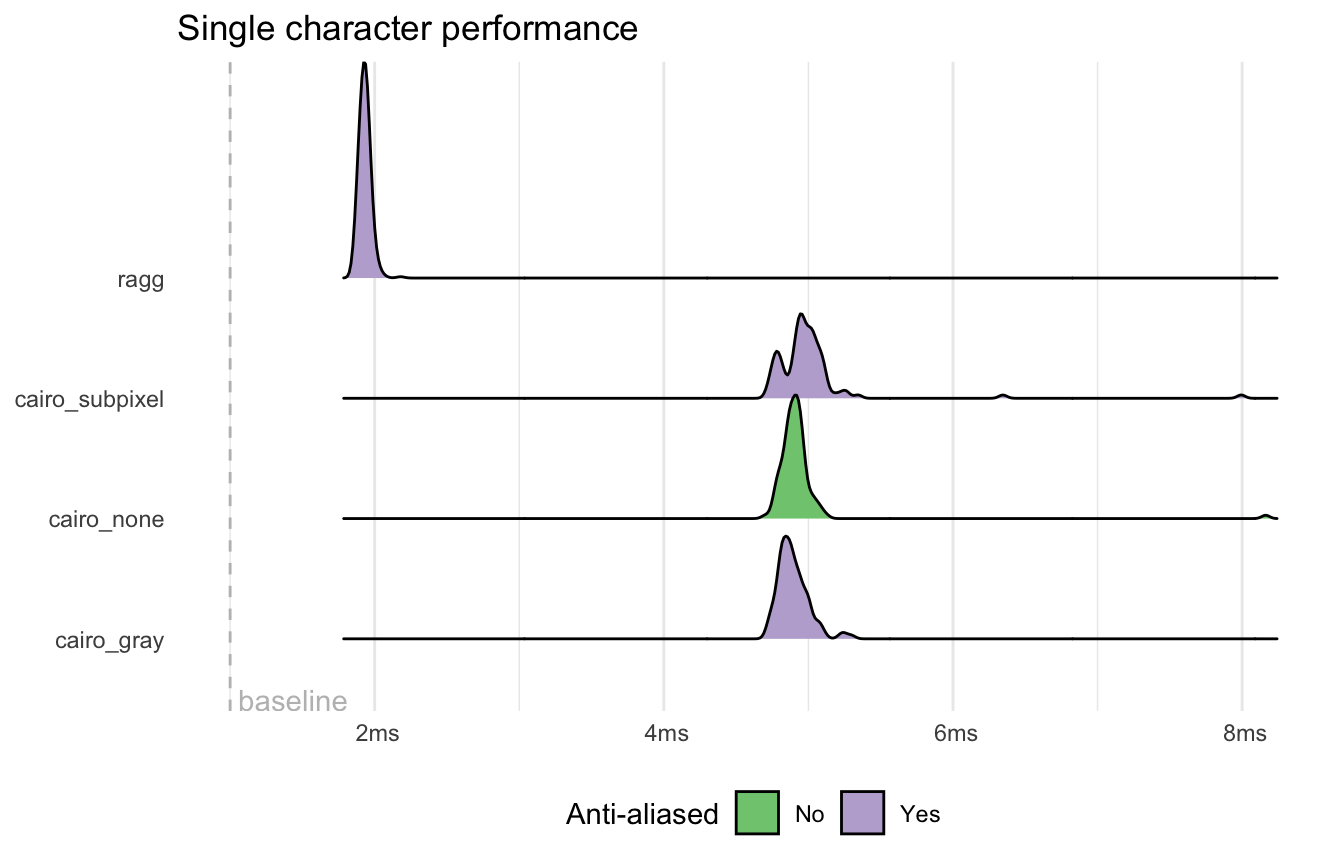 Single character performance
ragg
cairo_subpixel
cairo_none
cairo_gray
baseline
2ms 4ms 6ms 8ms
Anti-aliased No Yes